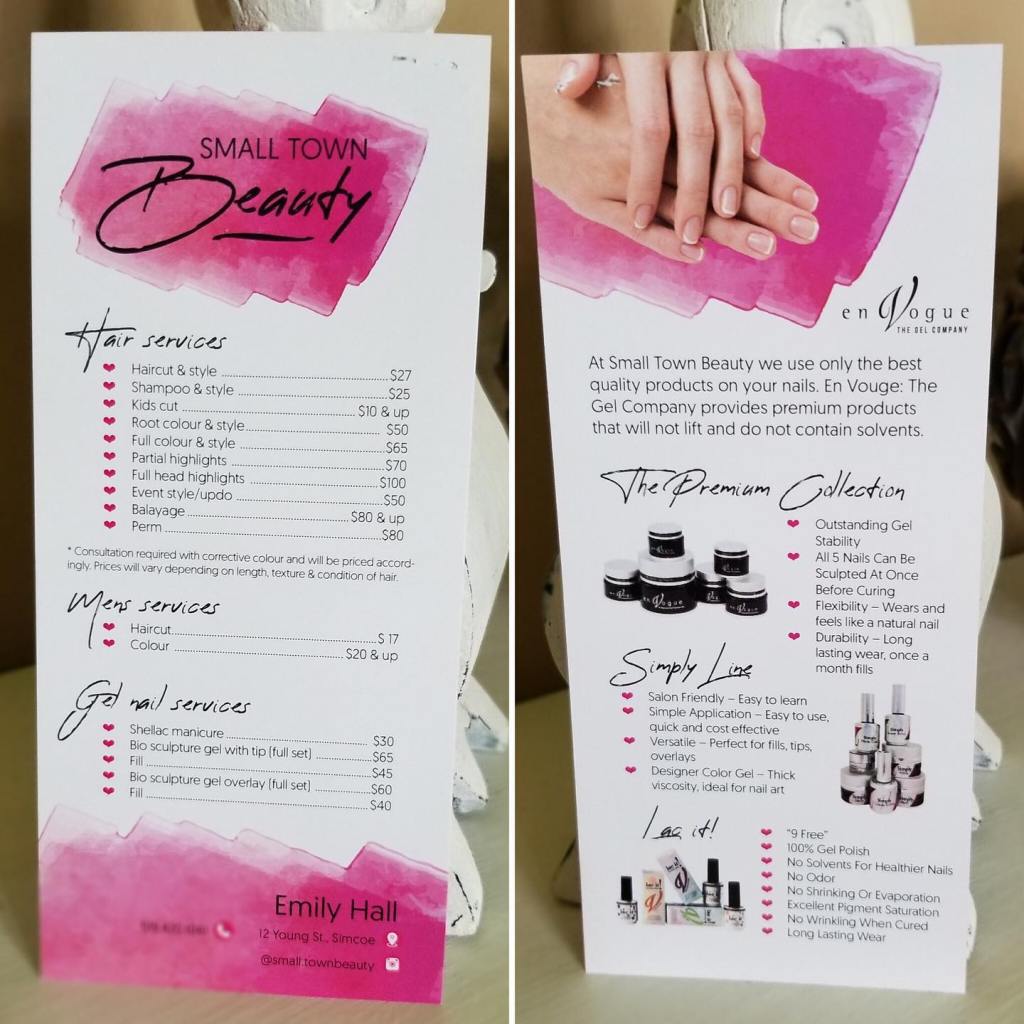 SMALL TOWN
Beauty
Hair services
Haircut & style ........ $27
Shampoo & style ........ $25
Kids cut ........ $10 & up
Root colour & style ........ $50
Full colour & style ........ $65
Partial highlights ........ $70
Full head highlights ........ $100
Event style/updo ........ $50
Balayage ........ $80 & up
Perm ........ $80
* Consultation required with corrective colour and will be priced accord-
ingly. Prices will vary depending on length, texture & condition of hair.
Mens services
Haircut ........ $ 17
Colour ........ $20 & up
Gel nail services
Shellac manicure ........ $30
Bio sculpture gel with tip (full set) ........ $65
Fill ........ $45
Bio sculpture gel overlay (full set) ........ $60
Fill ........ $40
Emily Hall
12 Young St., Simcoe
@small.townbeauty
en Vogue
THE GEL COMPANY
At Small Town Beauty we use only the best
quality products on your nails. En Vouge: The
Gel Company provides premium products
that will not lift and do not contain solvents.
The Premium Collection
Outstanding Gel
Stability
All 5 Nails Can Be
Sculpted At Once
Before Curing
Flexibility – Wears and
feels like a natural nail
Durability – Long
lasting wear, once a
month fills
en Vogue
Simply Line
Salon Friendly – Easy to learn
Simple Application – Easy to use,
quick and cost effective
Versatile – Perfect for fills, tips,
overlays
Designer Color Gel – Thick
viscosity, ideal for nail art
Lac it!
"9 Free"
100% Gel Polish
No Solvents For Healthier Nails
No Odor
No Shrinking Or Evaporation
Excellent Pigment Saturation
No Wrinkling When Cured
Long Lasting Wear